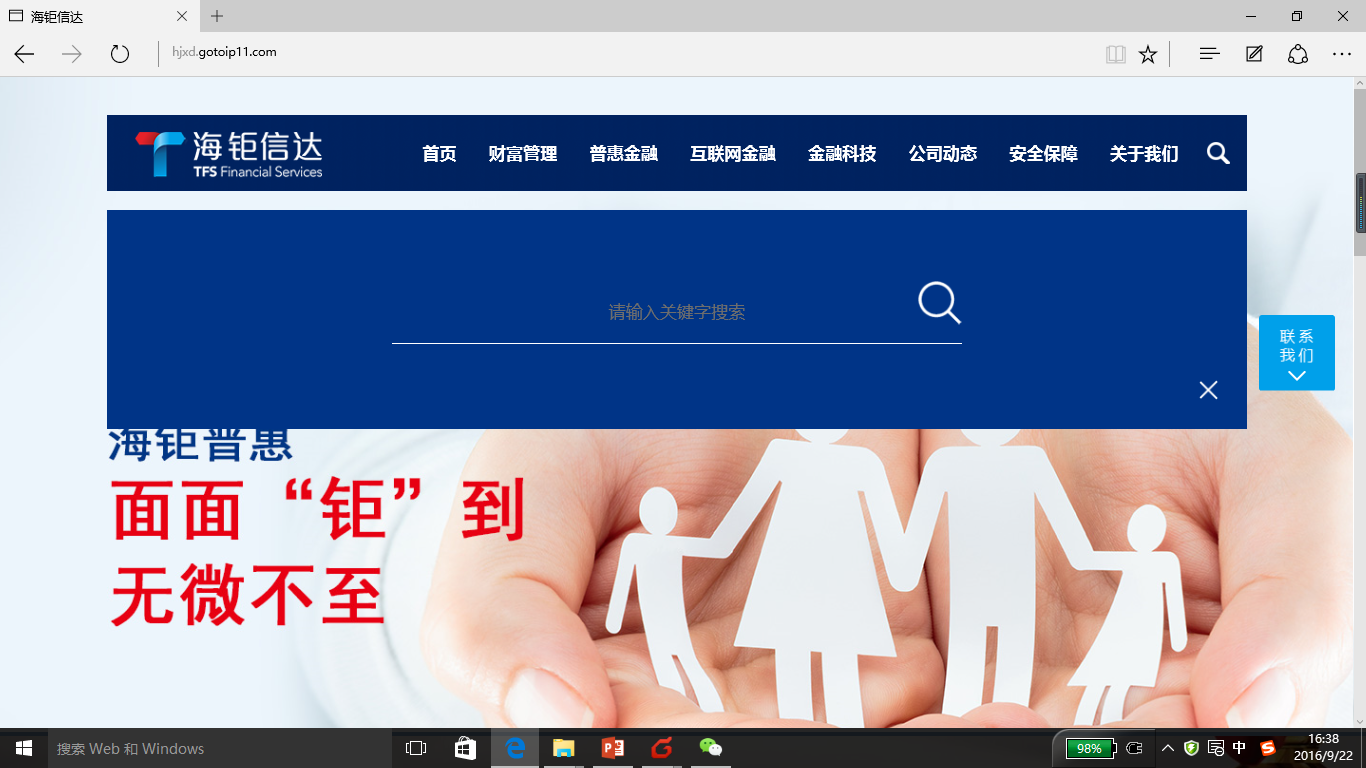 海钜信达
hjxd.gotoip11.com
海钜信达
TFS Financial Services
首页 财富管理 普惠金融 互联网金融 金融科技 公司动态 安全保障 关于我们
请输入关键字搜索
联系
我们
海钜普惠
面面“钜”到
无微不至
搜索 Web 和 Windows
98%
中
16:38
2016/9/22